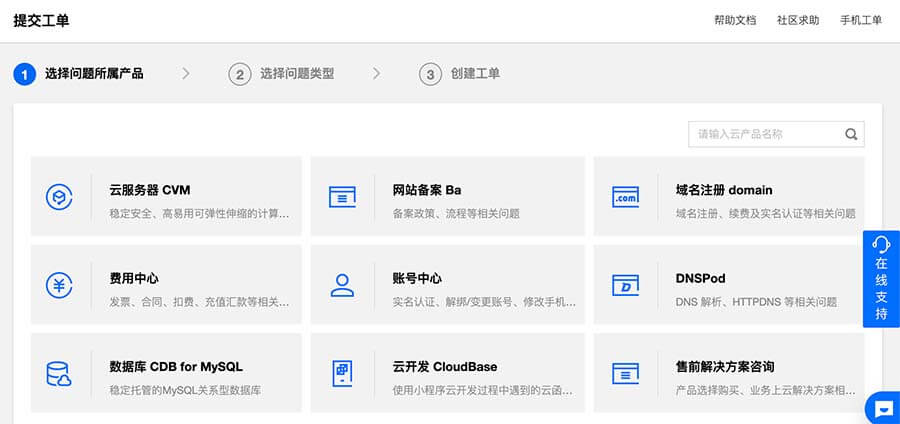 提交工单
帮助文档 社区求助 手机工单
1 选择问题所属产品 2 选择问题类型 3 创建工单
请输入云产品名称
云服务器 CVM
稳定安全、高易用可弹性伸缩的计算...
网站备案 Ba
备案政策、流程等相关问题
域名注册 domain
.com
域名注册、续费及实名认证等相关问题
费用中心
¥
发票、合同、扣费、充值汇款等相关...
账号中心
实名认证、解绑/变更账号、修改手机...
DNSPod
D
DNS 解析、HTTPDNS 等相关问题
在线支持
数据库 CDB for MySQL
稳定托管的MySQL关系型数据库
云开发 CloudBase
使用小程序云开发过程中遇到的云函...
售前解决方案咨询
产品选择购买、业务上云解决方案相...